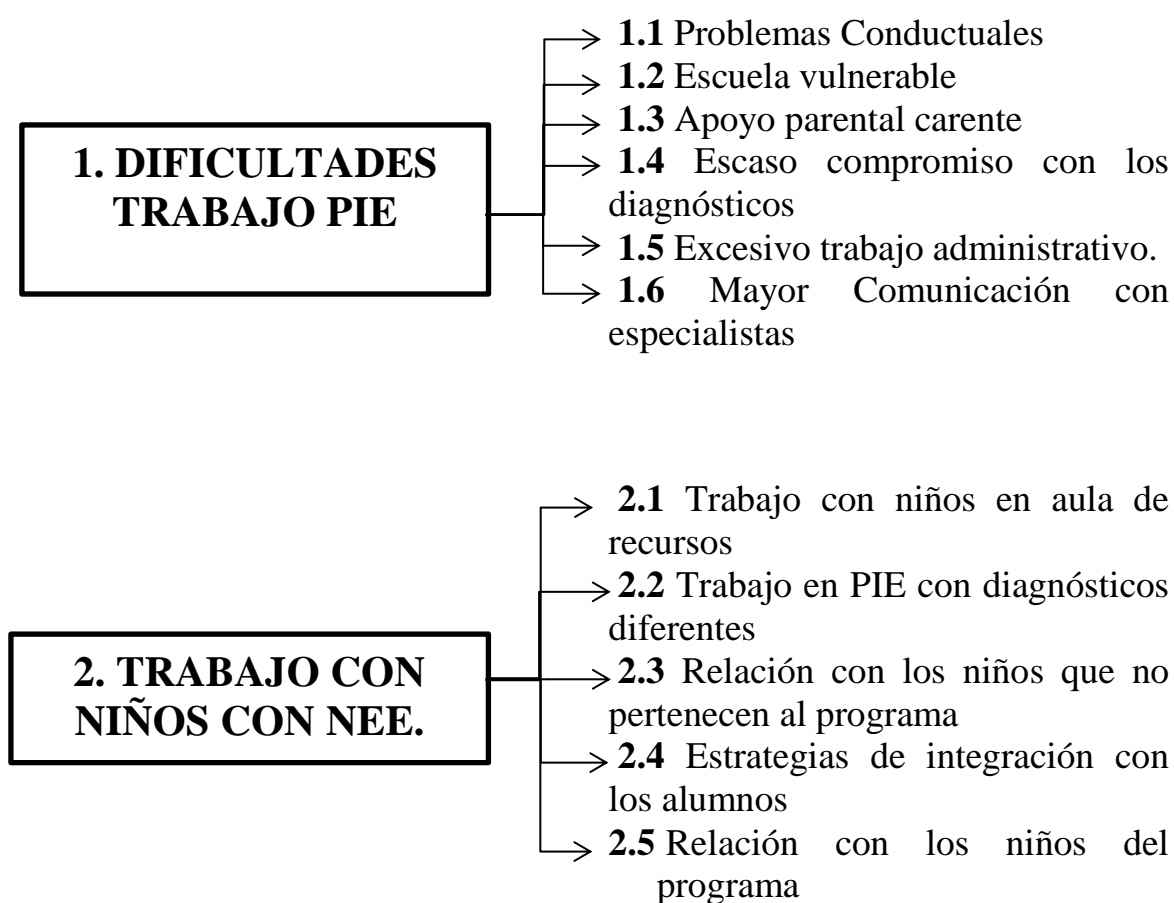 1.1 Problemas Conductuales
1.2 Escuela vulnerable
1.3 Apoyo parental carente
1.4 Escaso compromiso con los
diagnósticos
1.5 Excesivo trabajo administrativo.
1.6 Mayor Comunicación con
especialistas
1. DIFICULTADES
TRABAJO PIE
2.1 Trabajo con niños en aula de
recursos
2.2 Trabajo en PIE con diagnósticos
diferentes
2.3 Relación con los niños que no
pertenecen al programa
2.4 Estrategias de integración con
los alumnos
2.5 Relación con los niños del
programa
2. TRABAJO CON
NIÑOS CON NEE.